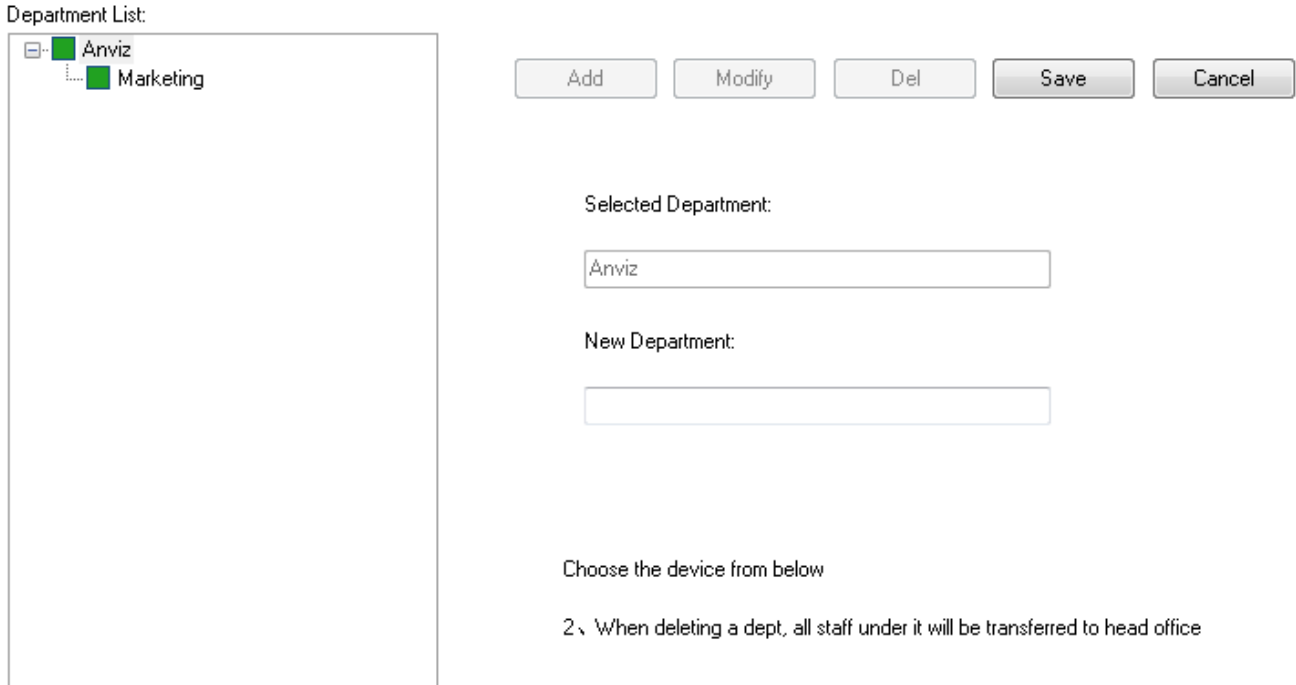 Department List:
Anviz
Marketing
Add Modify Del Save Cancel
Selected Department:
Anviz
New Department:
Choose the device from below
2、When deleting a dept, all staff under it will be transferred to head office